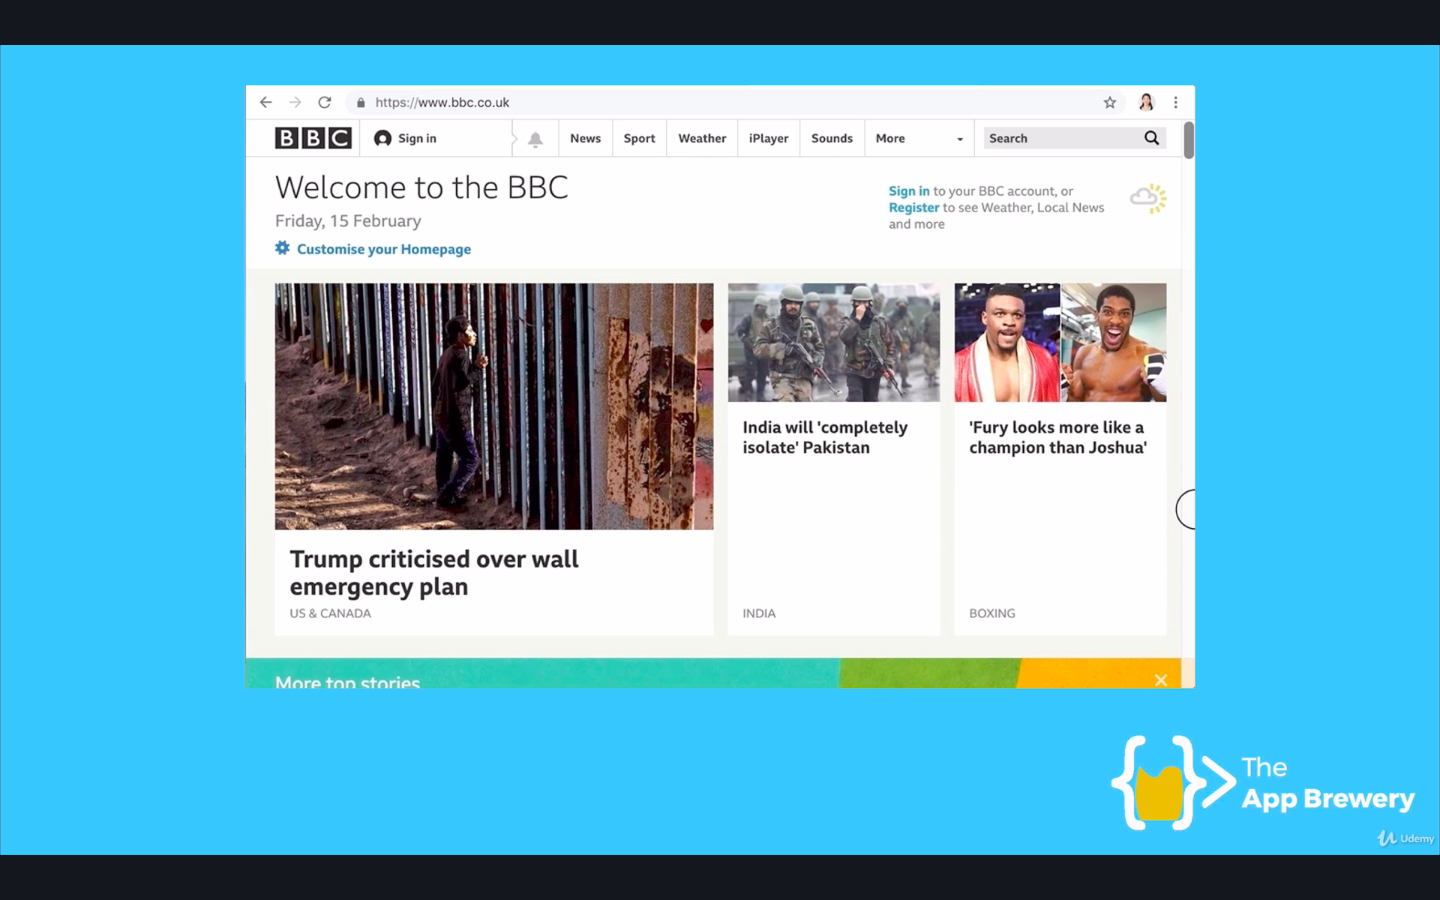 https://www.bbc.co.uk
BBC
Sign in
News
Sport
Weather
iPlayer
Sounds
More
Search
Welcome to the BBC
Friday, 15 February
Customise your Homepage
Sign in to your BBC account, or
Register to see Weather, Local News
and more
Trump criticised over wall
emergency plan
US & CANADA
India will 'completely
isolate' Pakistan
INDIA
'Fury looks more like a
champion than Joshua'
BOXING
More top stories
The
App Brewery
Udemy